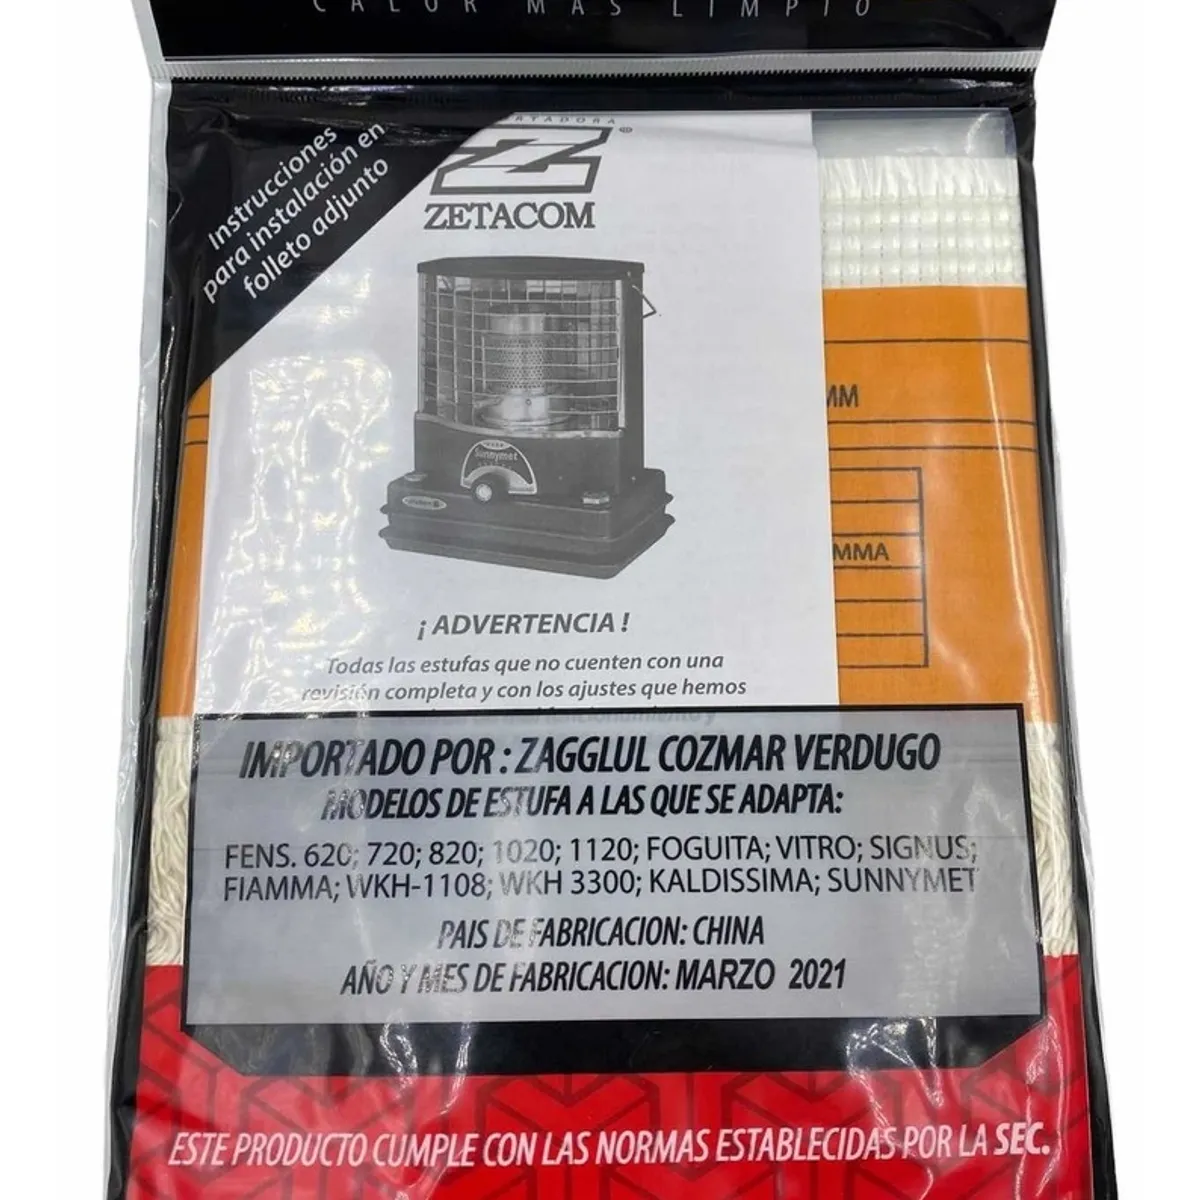 CALOR MAS LIMPIO
Instrucciones
para instalación en
folleto adjunto
Z®
ZETACOM
Sunnymet
MM
MMA
¡ ADVERTENCIA !
Todas las estufas que no cuenten con una
revisión completa y con los ajustes que hemos
funcionamiento y
IMPORTADO POR : ZAGGLUL COZMAR VERDUGO
MODELOS DE ESTUFA A LAS QUE SE ADAPTA:
FENS. 620; 720; 820; 1020; 1120; FOGUITA; VITRO; SIGNUS;
FIAMMA; WKH-1108; WKH 3300; KALDISSIMA; SUNNYMET
PAIS DE FABRICACION: CHINA
AÑO Y MES DE FABRICACION: MARZO 2021
ESTE PRODUCTO CUMPLE CON LAS NORMAS ESTABLECIDAS POR LA SEC.